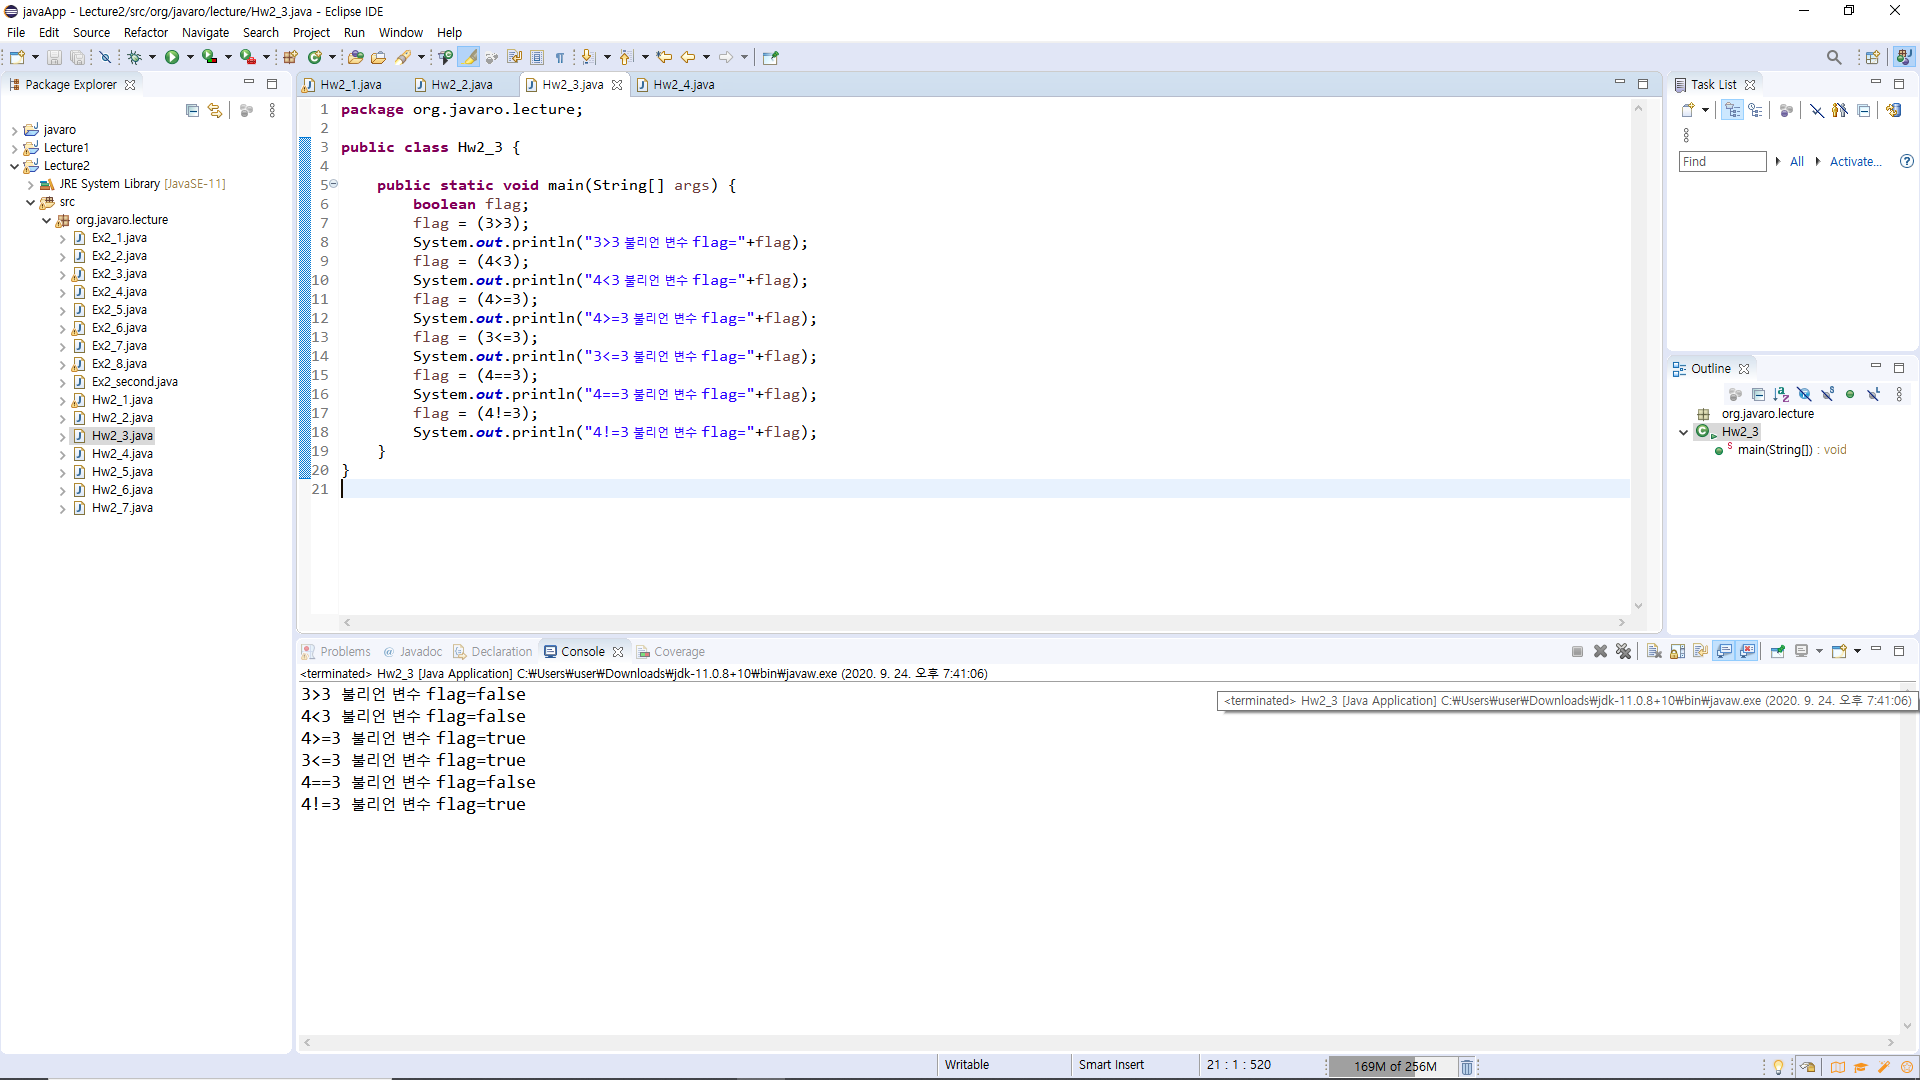 javaApp - Lecture2/src/org/javaro/lecture/Hw2_3.java - Eclipse IDE
File Edit Source Refactor Navigate Search Project Run Window Help
Package Explorer
javaro
Lecture1
Lecture2
JRE System Library [JavaSE-11]
src
org.javaro.lecture
Ex2_1.java
Ex2_2.java
Ex2_3.java
Ex2_4.java
Ex2_5.java
Ex2_6.java
Ex2_7.java
Ex2_8.java
Ex2_second.java
Hw2_1.java
Hw2_2.java
Hw2_3.java
Hw2_4.java
Hw2_5.java
Hw2_6.java
Hw2_7.java
Hw2_1.java Hw2_2.java Hw2_3.java Hw2_4.java
1 package org.javaro.lecture;
2
3 public class Hw2_3 {
4
5 public static void main(String[] args) {
6 boolean flag;
7 flag = (3>3);
8 System.out.println("3>3 불리언 변수 flag="+flag);
9 flag = (4<3);
10 System.out.println("4<3 불리언 변수 flag="+flag);
11 flag = (4>=3);
12 System.out.println("4>=3 불리언 변수 flag="+flag);
13 flag = (3<=3);
14 System.out.println("3<=3 불리언 변수 flag="+flag);
15 flag = (4==3);
16 System.out.println("4==3 불리언 변수 flag="+flag);
17 flag = (4!=3);
18 System.out.println("4!=3 불리언 변수 flag="+flag);
19 }
20 }
21
Task List
Find All Activate...
Outline
org.javaro.lecture
Hw2_3
main(String[]) : void
Problems @ Javadoc Declaration Console Coverage
<terminated> Hw2_3 [Java Application] C:₩Users₩user₩Downloads₩jdk-11.0.8+10₩bin₩javaw.exe (2020. 9. 24. 오후 7:41:06)
<terminated> Hw2_3 [Java Application] C:₩Users₩user₩Downloads₩jdk-11.0.8+10₩bin₩javaw.exe (2020. 9. 24. 오후 7:41:06)
3>3 불리언 변수 flag=false
4<3 불리언 변수 flag=false
4>=3 불리언 변수 flag=true
3<=3 불리언 변수 flag=true
4==3 불리언 변수 flag=false
4!=3 불리언 변수 flag=true
Writable Smart Insert 21 : 1 : 520 169M of 256M